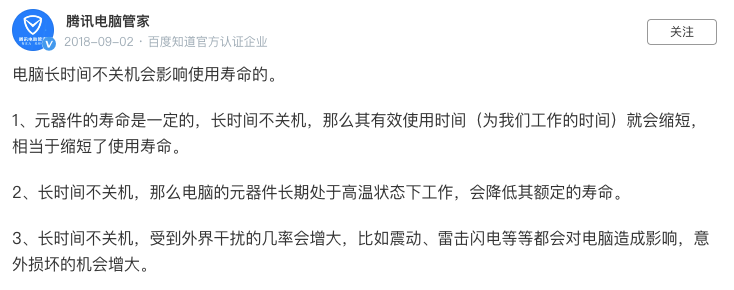 腾讯电脑管家
2018-09-02 · 百度知道官方认证企业
关注
电脑长时间不关机会影响使用寿命的。
1、元器件的寿命是一定的，长时间不关机，那么其有效使用时间（为我们工作的时间）就会缩短，
相当于缩短了使用寿命。
2、长时间不关机，那么电脑的元器件长期处于高温状态下工作，会降低其额定的寿命。
3、长时间不关机，受到外界干扰的几率会增大，比如震动、雷击闪电等等都会对电脑造成影响，意
外损坏的机会增大。